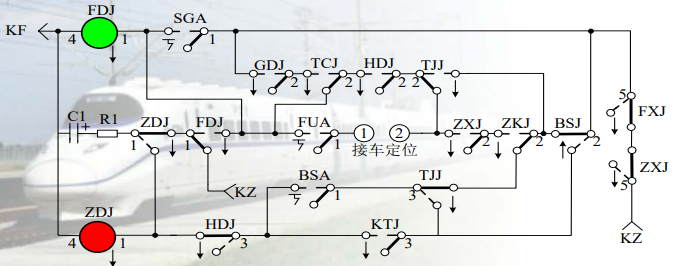 FDJ SGA
KF 4 1 1
GDJ TCJ HDJ TJJ
2 2 2 2
5 FXJ
C1 + R1 ZDJ FDJ FUA 1 2 ZXJ ZKJ BSJ
1 1 1 2 2 2
接车定位
ZXJ
BSA TJJ 5
KZ 1 3
ZDJ HDJ KTJ
4 1 3 3 KZ